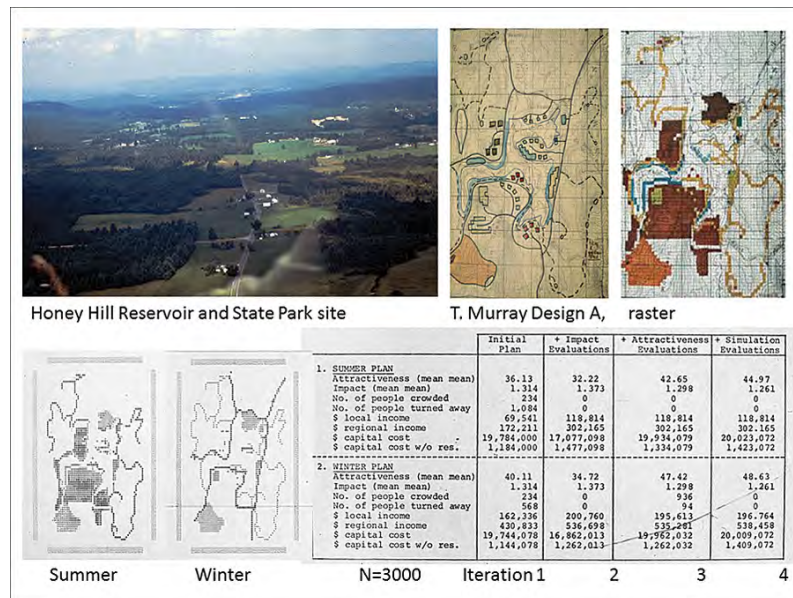 Honey Hill Reservoir and State Park site
T. Murray Design A, raster
Initial Plan + Impact Evaluations + Attractiveness Evaluations + Simulation Evaluations
1. SUMMER PLAN
Attractiveness (mean mean) 36.13 32.22 42.65 44.97
Impact (mean mean) 1.314 1.373 1.298 1.261
No. of people crowded 234 0 0 0
No. of people turned away 1,084 0 0 0
$ local income 69,541 118,814 118,814 118,814
$ regional income 172,211 302,165 302,165 302.165
$ capital cost 19,784,000 17,077,098 19,934,079 20,023,072
$ capital cost w/o res. 1,184,000 1,477,098 1,334,079 1,423,072
2. WINTER PLAN
Attractiveness (mean mean) 40.11 34.72 47.42 48.63
Impact (mean mean) 1.314 1.373 1.298 1,261
No. of people crowded 234 0 936 0
No. of people turned away 568 0 94 0
$ local income 162,336 200,760 195,613 196.764
$ regional income 430,833 536,698 535,281 538,458
$ capital cost 19,744,078 16,862,013 19,962,032 20,009,072
$ capital cost w/o res. 1,144,078 1,262,013 1,262,032 1,409,072
Summer Winter N=3000 Iteration 1 2 3 4